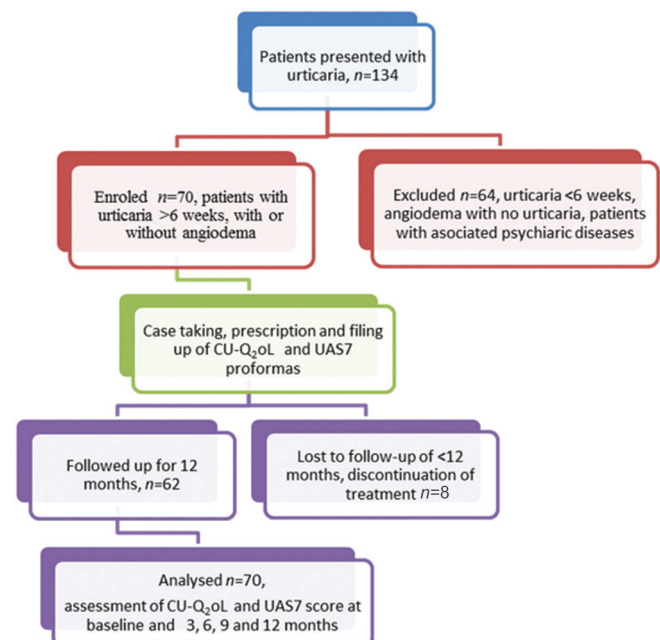 Patients presented with
urticaria, n=134
Enroled n=70, patients with
urticaria >6 weeks, with or
without angiodema
Excluded n=64, urticaria <6 weeks,
angiodema with no urticaria, patients
with asociated psychiaric diseases
Case taking, prescription and filing
up of CU-Q₂oL and UAS7
proformas
Followed up for 12
months, n=62
Lost to follow-up of <12
months, discontinuation of
treatment n=8
Analysed n=70,
assessment of CU-Q₂oL and UAS7 score at
baseline and 3, 6, 9 and 12 months